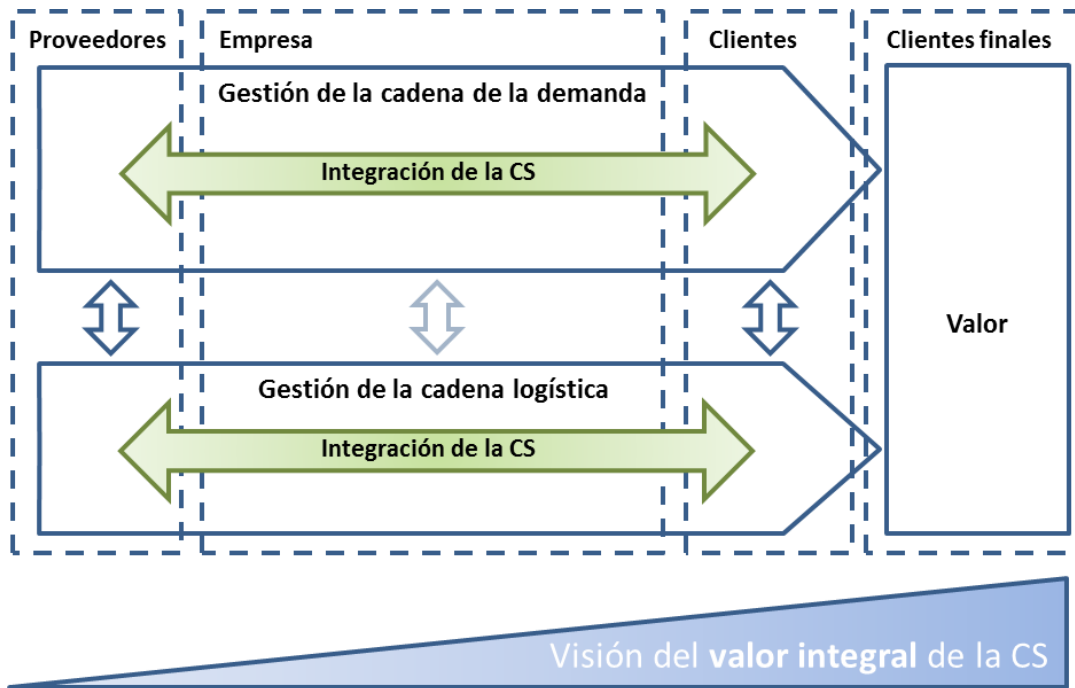 Proveedores
Empresa
Clientes
Clientes finales
Gestión de la cadena de la demanda
Integración de la CS
Valor
Gestión de la cadena logística
Integración de la CS
Visión del valor integral de la CS